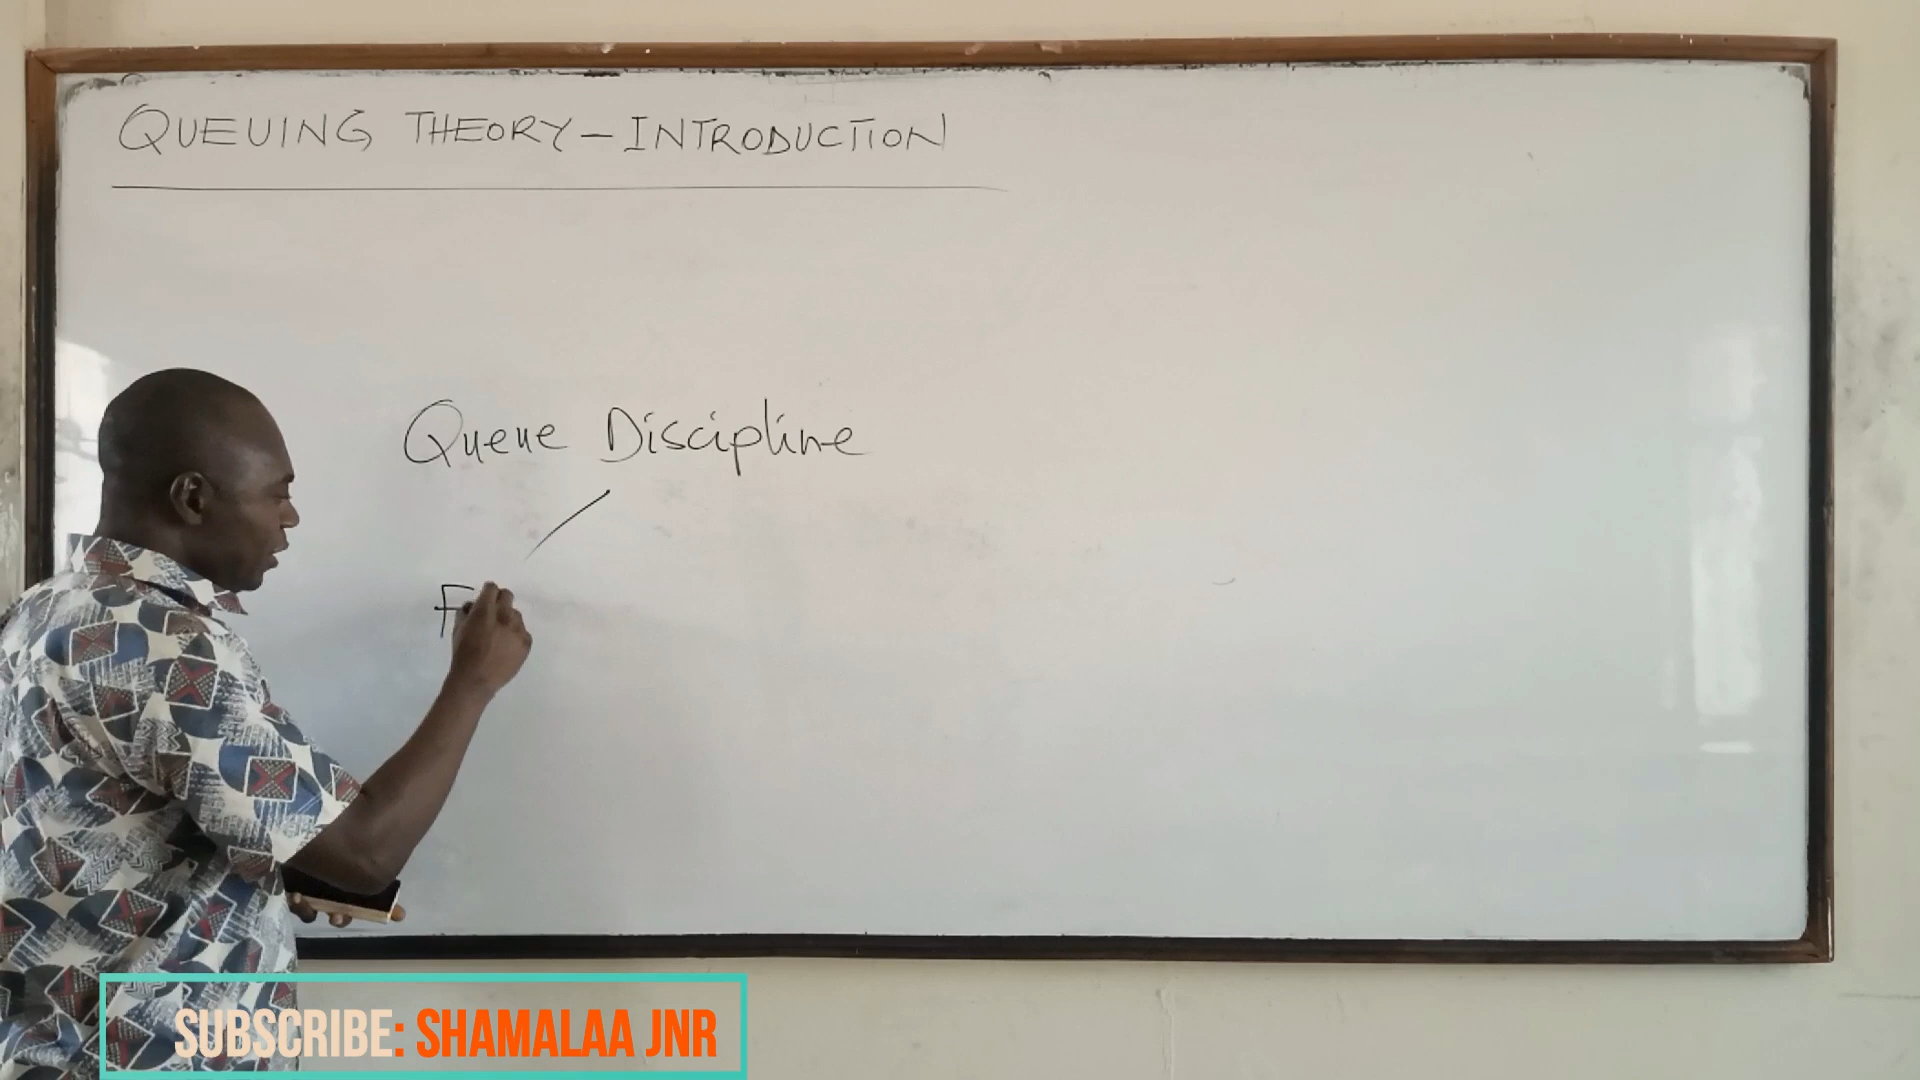 QUEUING THEORY – INTRODUCTION
Queue Discipline
F
SUBSCRIBE: SHAMALAA JNR